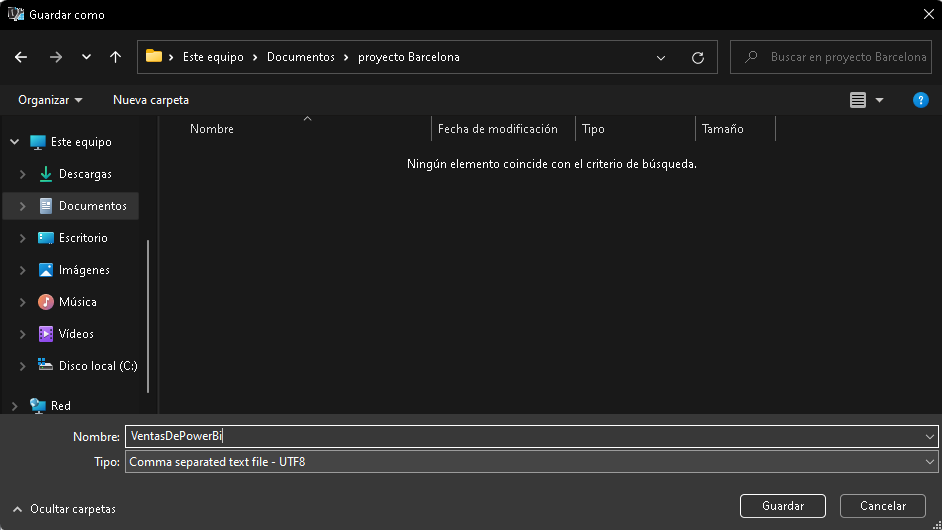 Guardar como
Este equipo Documentos proyecto Barcelona
Buscar en proyecto Barcelona
Organizar Nueva carpeta
?
Nombre Fecha de modificación Tipo Tamaño
Ningún elemento coincide con el criterio de búsqueda.
Este equipo
Descargas
Documentos
Escritorio
Imágenes
Música
Vídeos
Disco local (C:)
Red
Nombre: VentasDePowerBi
Tipo: Comma separated text file - UTF8
Ocultar carpetas
Guardar Cancelar